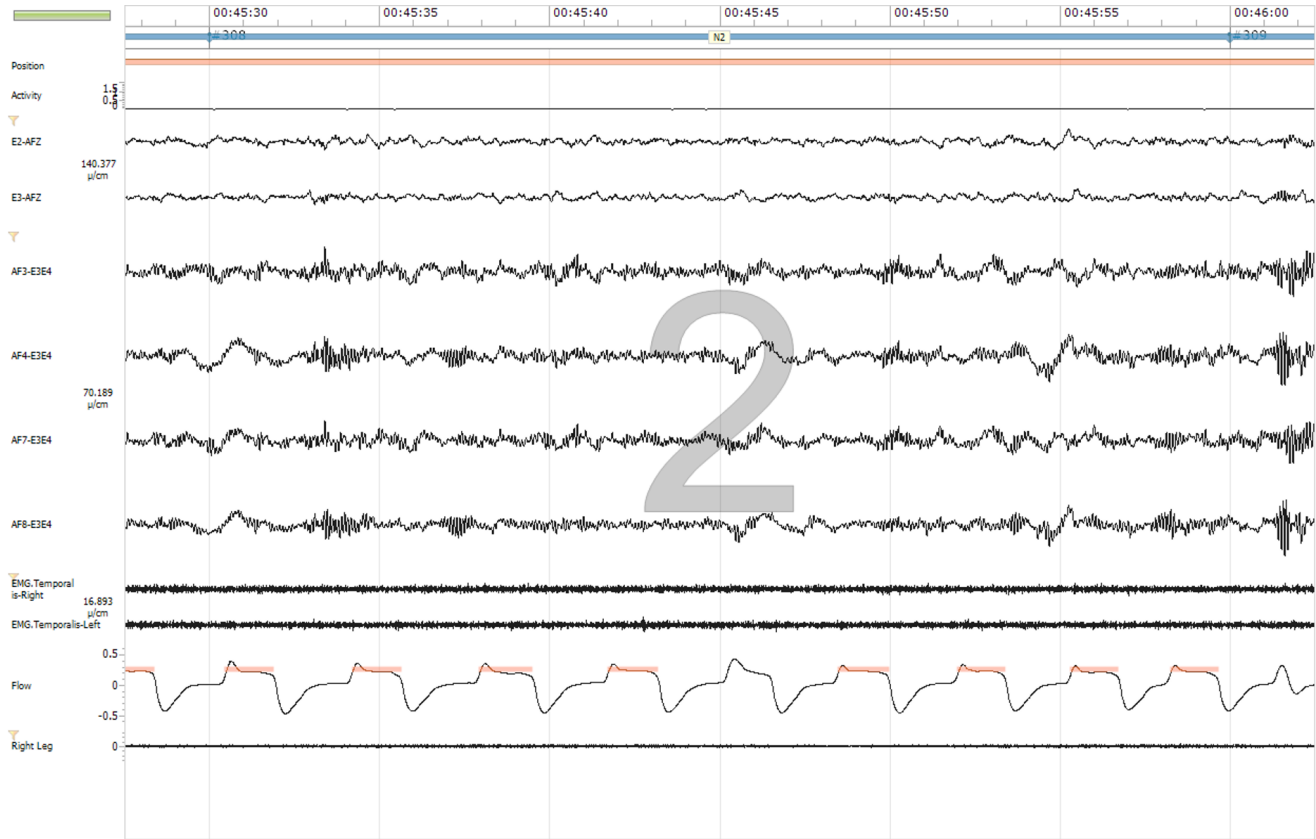 00:45:30 00:45:35 00:45:40 00:45:45 00:45:50 00:45:55 00:46:00
#308 N2 #309
Position
Activity
1.5
0.5
0
E2-AFZ
140.377
µ/cm
E3-AFZ
AF3-E3E4
AF4-E3E4
70.189
µ/cm
AF7-E3E4
2
AF8-E3E4
EMG.Temporal
is-Right
16.893
µ/cm
EMG.Temporalis-Left
0.5
Flow 0
-0.5
Right Leg 0